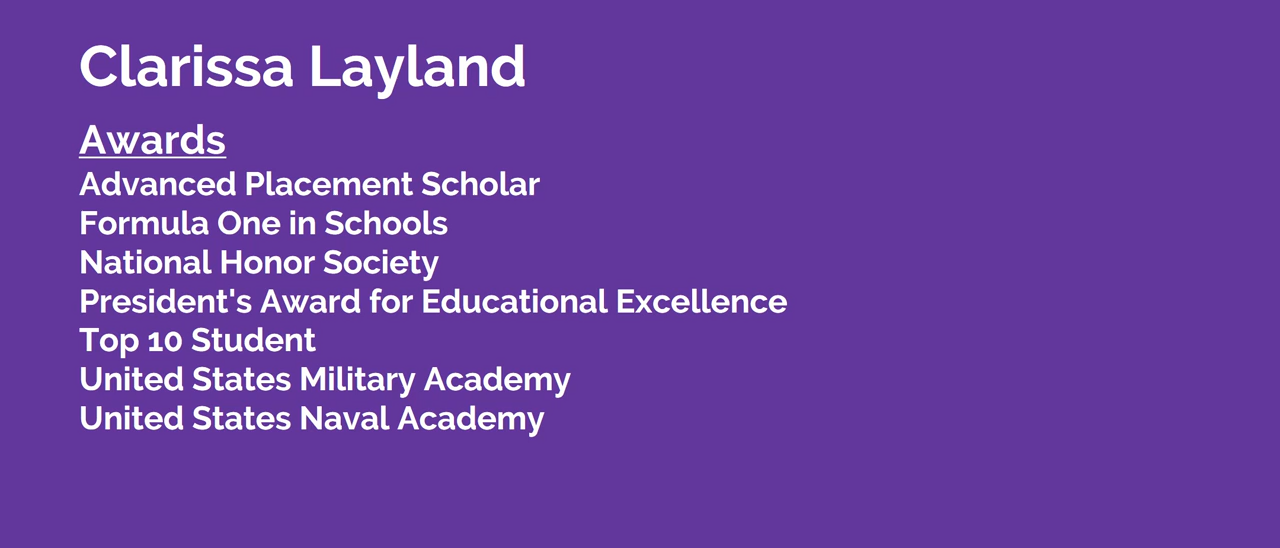 Clarissa Layland
Awards
Advanced Placement Scholar
Formula One in Schools
National Honor Society
President's Award for Educational Excellence
Top 10 Student
United States Military Academy
United States Naval Academy